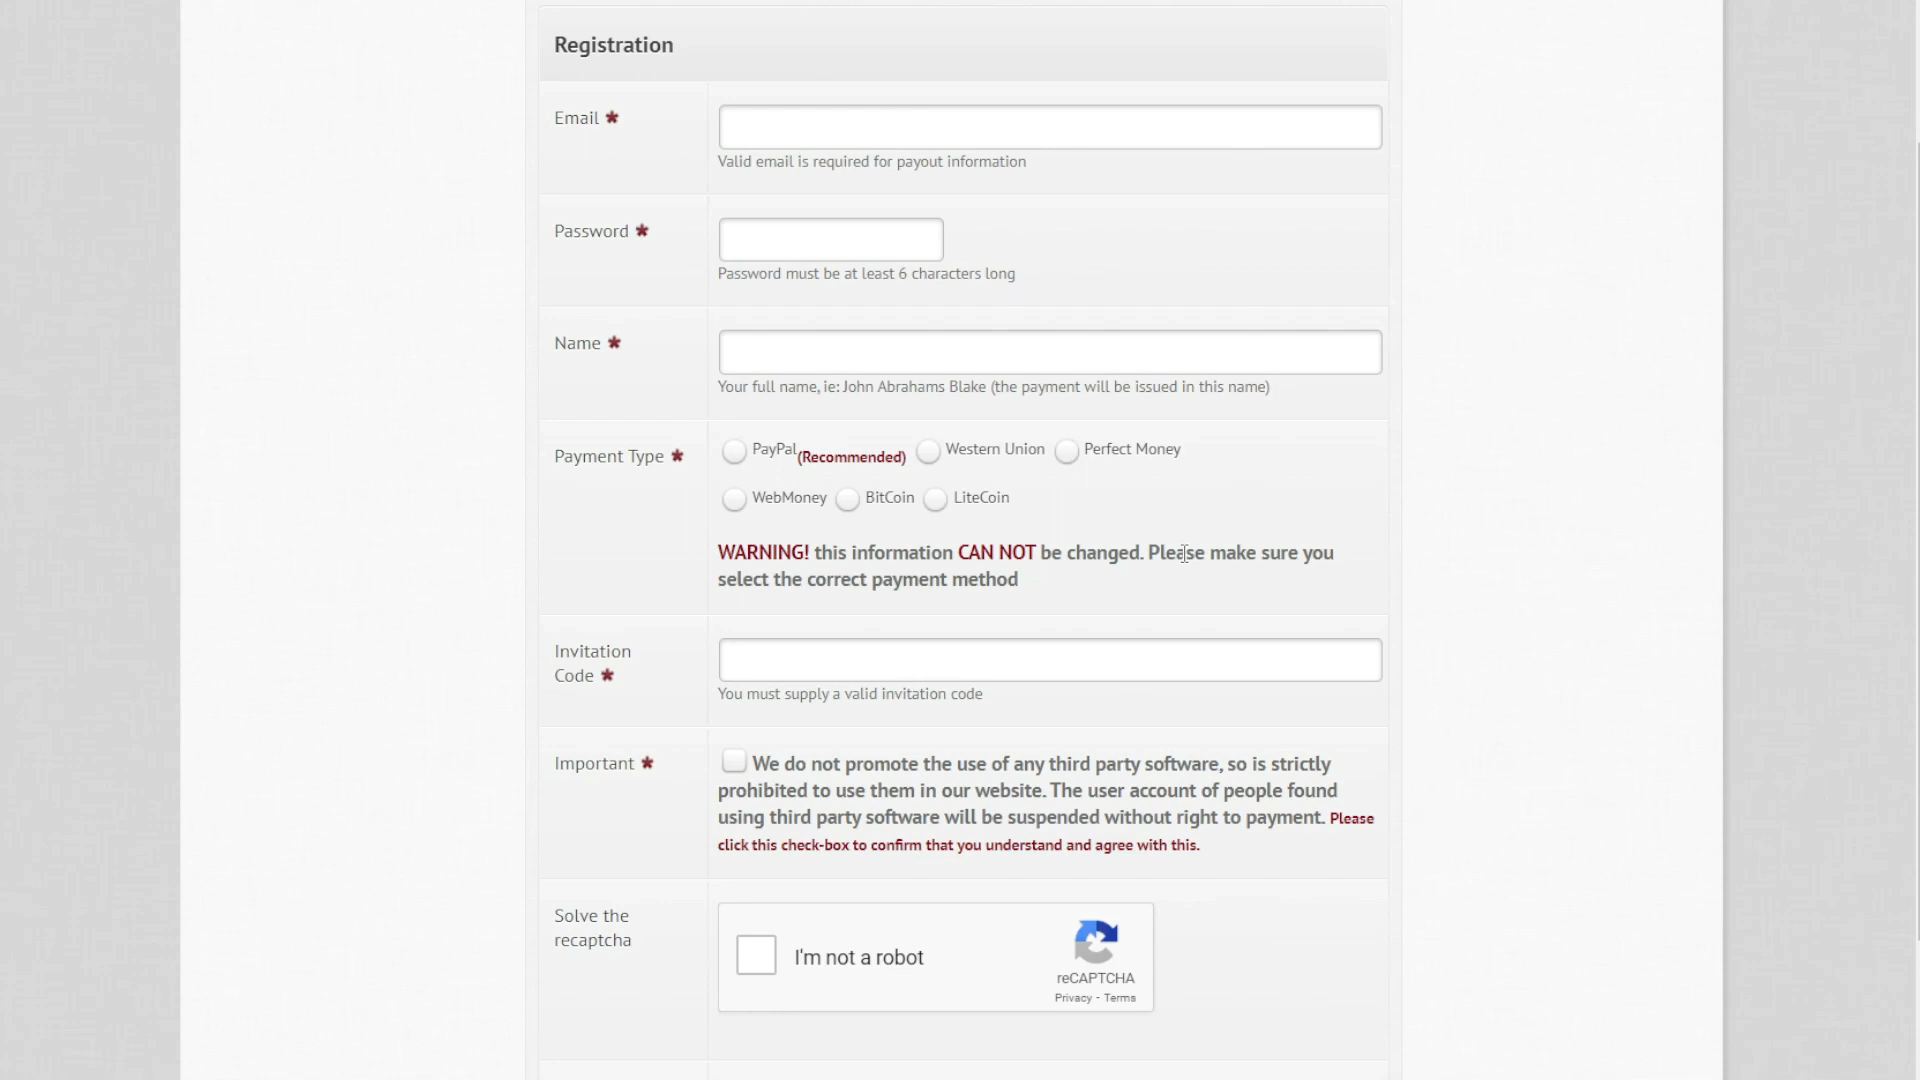 Registration
Email *
Valid email is required for payout information
Password *
Password must be at least 6 characters long
Name *
Your full name, ie: John Abrahams Blake (the payment will be issued in this name)
Payment Type *
PayPal (Recommended) Western Union Perfect Money
WebMoney BitCoin LiteCoin
WARNING! this information CAN NOT be changed. Please make sure you
select the correct payment method
Invitation
Code *
You must supply a valid invitation code
Important *
We do not promote the use of any third party software, so is strictly
prohibited to use them in our website. The user account of people found
using third party software will be suspended without right to payment. Please
click this check-box to confirm that you understand and agree with this.
Solve the
recaptcha
I'm not a robot
reCAPTCHA
Privacy - Terms